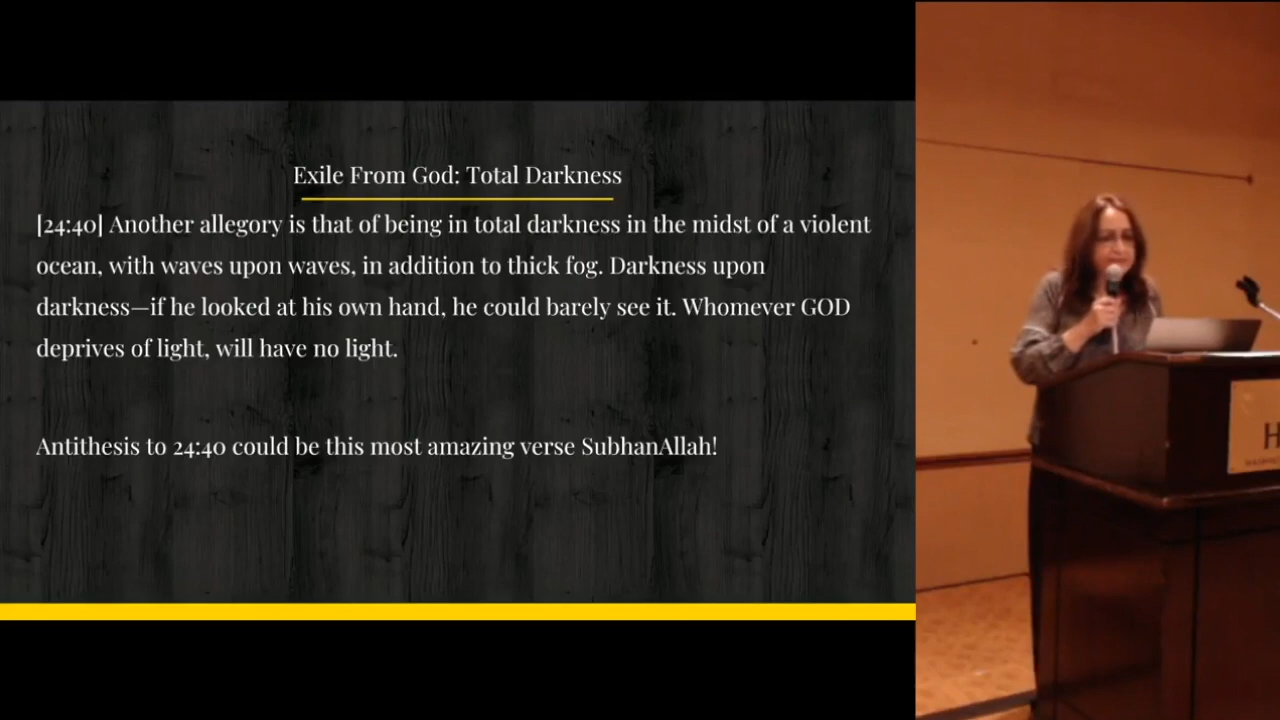 Exile From God: Total Darkness
[24:40] Another allegory is that of being in total darkness in the midst of a violent
ocean, with waves upon waves, in addition to thick fog. Darkness upon
darkness—if he looked at his own hand, he could barely see it. Whomever GOD
deprives of light, will have no light.
Antithesis to 24:40 could be this most amazing verse SubhanAllah!
H